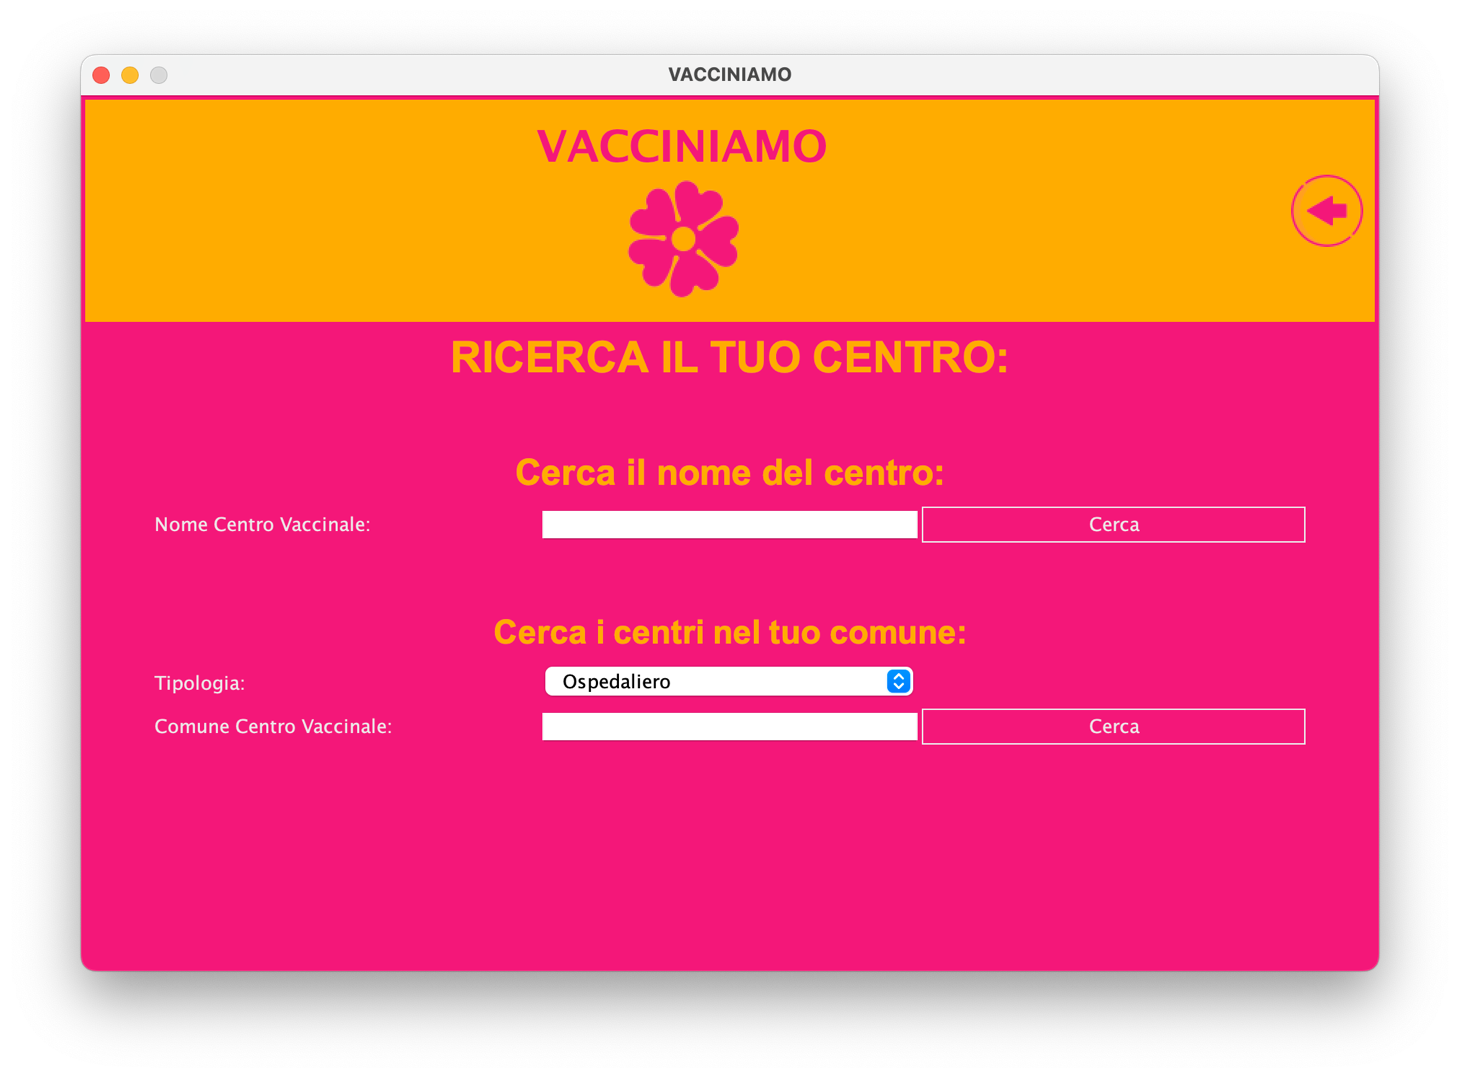 VACCINIAMO
VACCINIAMO
RICERCA IL TUO CENTRO:
Cerca il nome del centro:
Nome Centro Vaccinale: Cerca
Cerca i centri nel tuo comune:
Tipologia: Ospedaliero
Comune Centro Vaccinale: Cerca